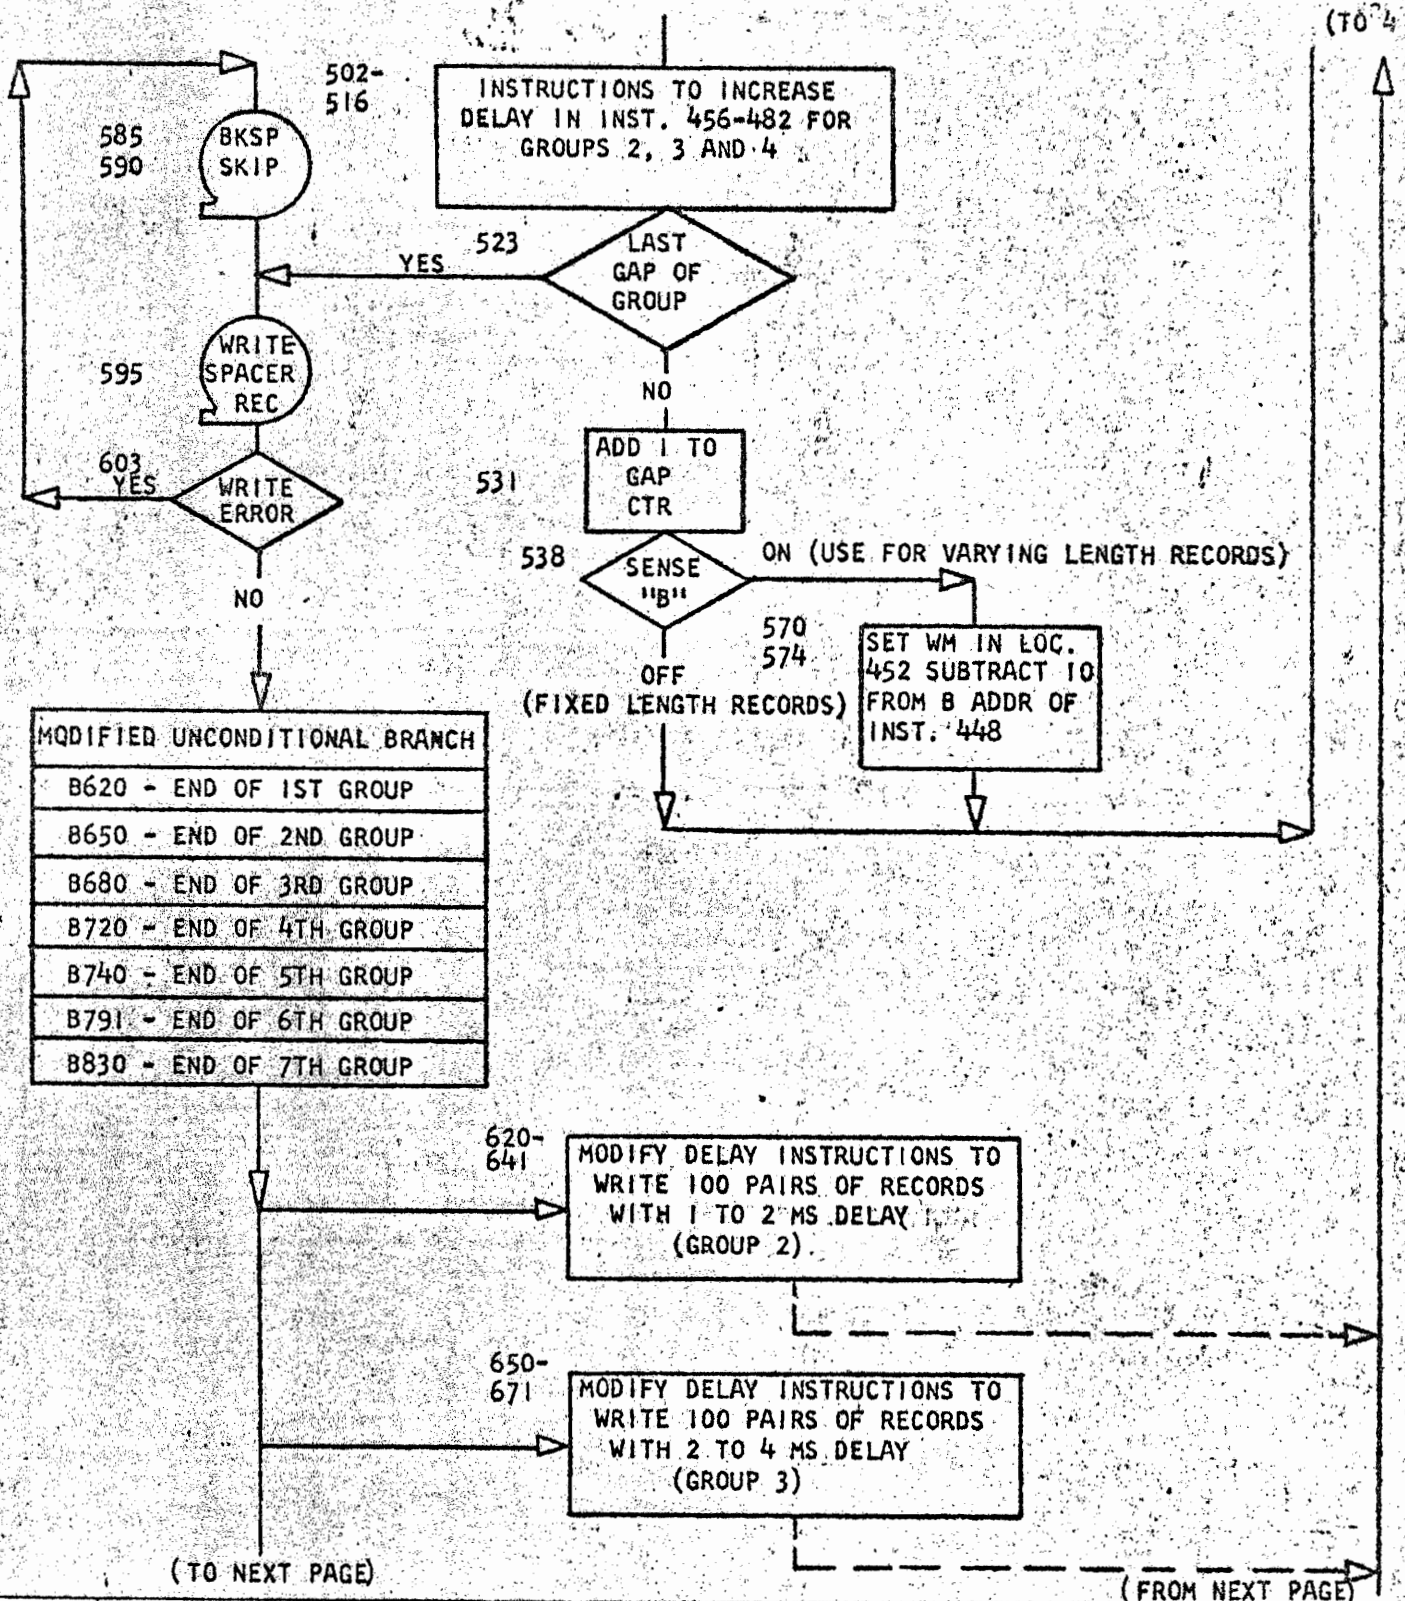 (TO 4
502-
516
INSTRUCTIONS TO INCREASE
DELAY IN INST. 456-482 FOR
GROUPS 2, 3 AND 4
585
590
BKSP
SKIP
523
LAST
GAP OF
GROUP
YES
WRITE
SPACER
REC
595
NO
603
YES
WRITE
ERROR
531
ADD 1 TO
GAP
CTR
538
SENSE
"B"
ON (USE FOR VARYING LENGTH RECORDS)
NO
570
574
SET WM IN LOC.
452 SUBTRACT 10
FROM B ADDR OF
INST. 448
OFF
(FIXED LENGTH RECORDS)
MODIFIED UNCONDITIONAL BRANCH
B620 - END OF 1ST GROUP
B650 - END OF 2ND GROUP
B680 - END OF 3RD GROUP
B720 - END OF 4TH GROUP
B740 - END OF 5TH GROUP
B791 - END OF 6TH GROUP
B830 - END OF 7TH GROUP
620-
641
MODIFY DELAY INSTRUCTIONS TO
WRITE 100 PAIRS OF RECORDS
WITH 1 TO 2 MS DELAY
(GROUP 2).
650-
671
MODIFY DELAY INSTRUCTIONS TO
WRITE 100 PAIRS OF RECORDS
WITH 2 TO 4 MS DELAY
(GROUP 3)
(TO NEXT PAGE)
(FROM NEXT PAGE)